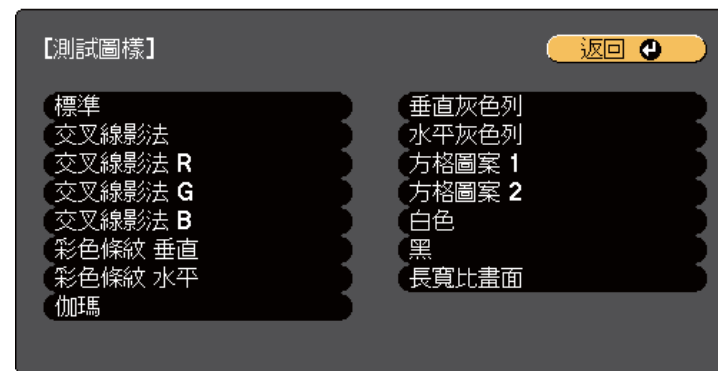 [測試圖樣]
返回
標準
交叉線影法
交叉線影法 R
交叉線影法 G
交叉線影法 B
彩色條紋 垂直
彩色條紋 水平
伽瑪
垂直灰色列
水平灰色列
方格圖案 1
方格圖案 2
白色
黑
長寬比畫面